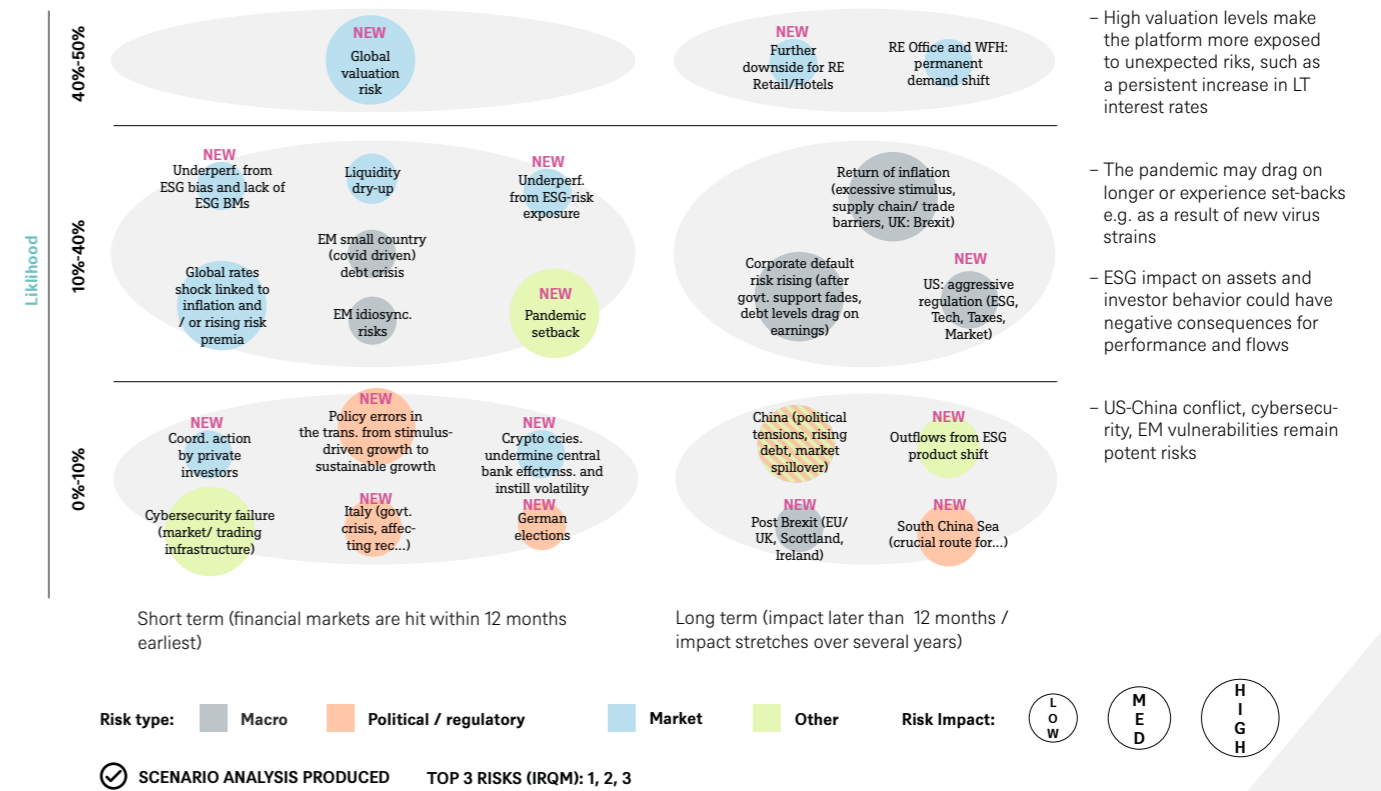 Liklihood
40%-50%
NEW
Global
valuation
risk
NEW
Further
downside for RE
Retail/Hotels
RE Office and WFH:
permanent
demand shift
– High valuation levels make
the platform more exposed
to unexpected riks, such as
a persistent increase in LT
interest rates
10%-40%
NEW
Underperf. from
ESG bias and lack of
ESG BMs
Liquidity
dry-up
NEW
Underperf.
from ESG-risk
exposure
EM small country
(covid driven)
debt crisis
Global rates
shock linked to
inflation and
/ or rising risk
premia
EM idiosync.
risks
NEW
Pandemic
setback
Return of inflation
(excessive stimulus,
supply chain/ trade
barriers, UK: Brexit)
Corporate default
risk rising (after
govt. support fades,
debt levels drag on
earnings)
NEW
US: aggressive
regulation (ESG,
Tech, Taxes,
Market)
– The pandemic may drag on
longer or experience set-backs
e.g. as a result of new virus
strains
– ESG impact on assets and
investor behavior could have
negative consequences for
performance and flows
0%-10%
NEW
Coord. action
by private
investors
NEW
Policy errors in
the trans. from stimulus-
driven growth to
sustainable growth
NEW
Crypto ccies.
undermine central
bank effctvnss. and
instill volatility
Cybersecurity failure
(market/ trading
infrastructure)
NEW
Italy (govt.
crisis, affec-
ting rec...)
NEW
German
elections
China (political
tensions, rising
debt, market
spillover)
NEW
Outflows from ESG
product shift
NEW
Post Brexit (EU/
UK, Scottland,
Ireland)
NEW
South China Sea
(crucial route for...)
– US-China conflict, cybersecu-
rity, EM vulnerabilities remain
potent risks
Short term (financial markets are hit within 12 months
earliest)
Long term (impact later than 12 months /
impact stretches over several years)
Risk type:
Macro
Political / regulatory
Market
Other
Risk Impact:
LOW
MED
HIGH
SCENARIO ANALYSIS PRODUCED
TOP 3 RISKS (IRQM): 1, 2, 3